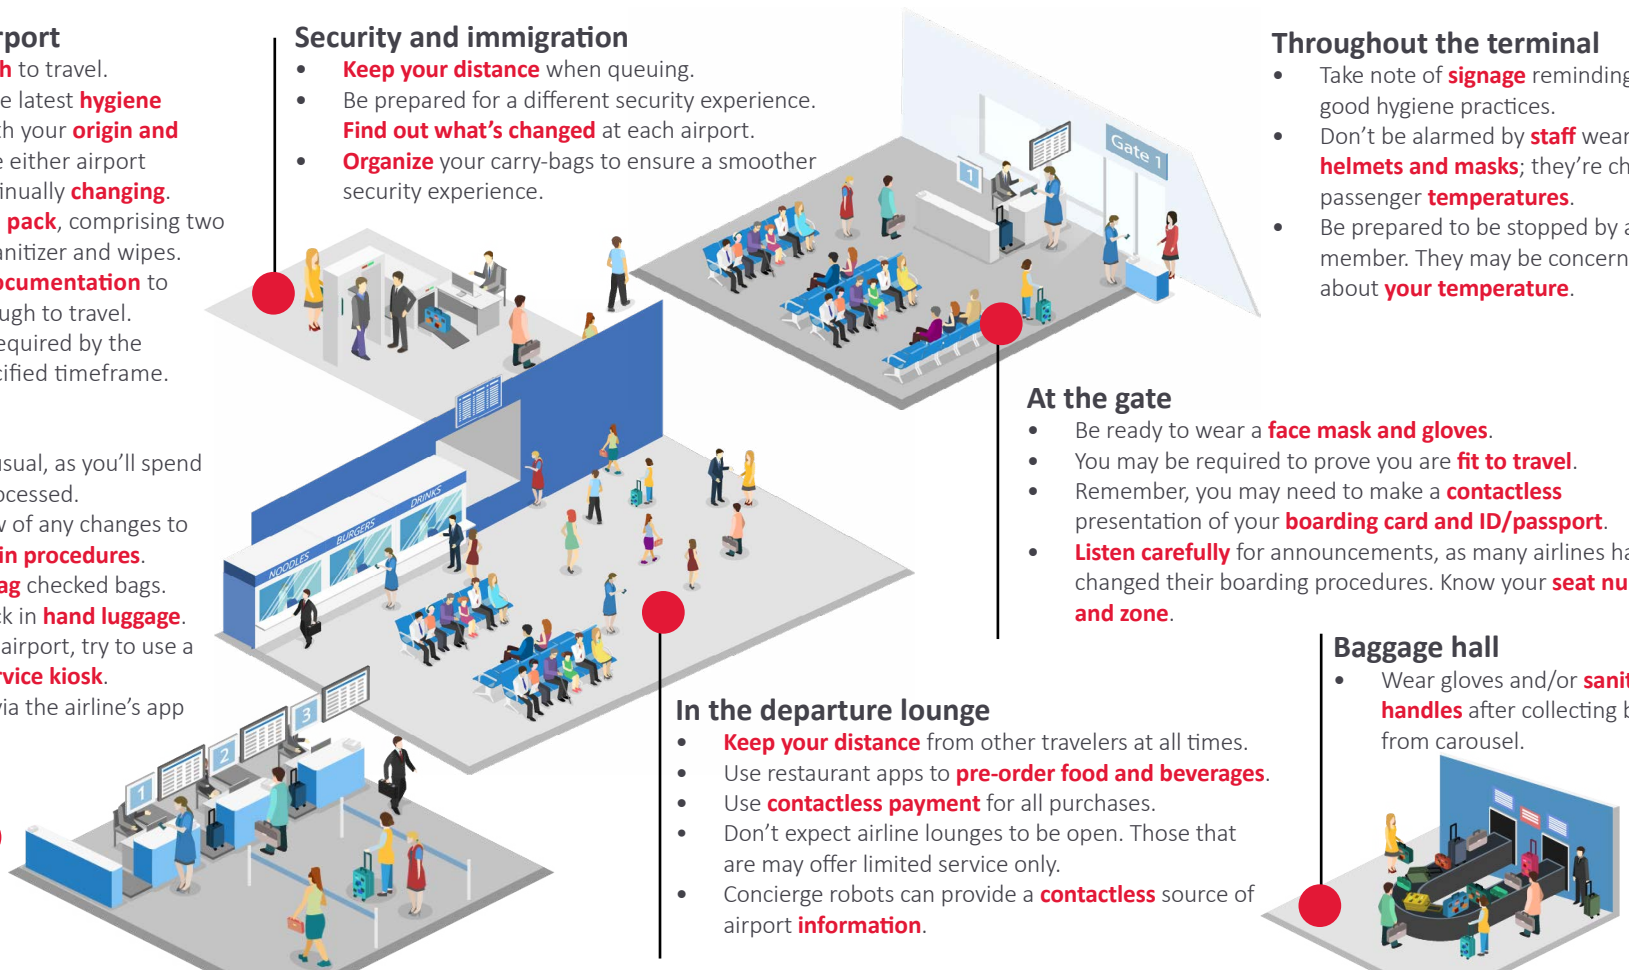 rport
h to travel.
e latest hygiene
th your origin and
e either airport
tinually changing.
pack, comprising two
anitizer and wipes.
ocumentation to
ugh to travel.
equired by the
cified timeframe.
usual, as you'll spend
ocessed.
w of any changes to
in procedures.
ag checked bags.
ck in hand luggage.
airport, try to use a
rvice kiosk.
via the airline's app
Security and immigration
• Keep your distance when queuing.
• Be prepared for a different security experience.
Find out what's changed at each airport.
• Organize your carry-bags to ensure a smoother
security experience.
Throughout the terminal
• Take note of signage reminding
good hygiene practices.
• Don't be alarmed by staff wear
helmets and masks; they're ch
passenger temperatures.
• Be prepared to be stopped by a
member. They may be concern
about your temperature.
Gate 1
1
At the gate
• Be ready to wear a face mask and gloves.
• You may be required to prove you are fit to travel.
• Remember, you may need to make a contactless
presentation of your boarding card and ID/passport.
• Listen carefully for announcements, as many airlines ha
changed their boarding procedures. Know your seat nu
and zone.
NOODLES
BURGERS
DRINKS
In the departure lounge
• Keep your distance from other travelers at all times.
• Use restaurant apps to pre-order food and beverages.
• Use contactless payment for all purchases.
• Don't expect airline lounges to be open. Those that
are may offer limited service only.
• Concierge robots can provide a contactless source of
airport information.
Baggage hall
• Wear gloves and/or sanit
handles after collecting b
from carousel.
1
2
3